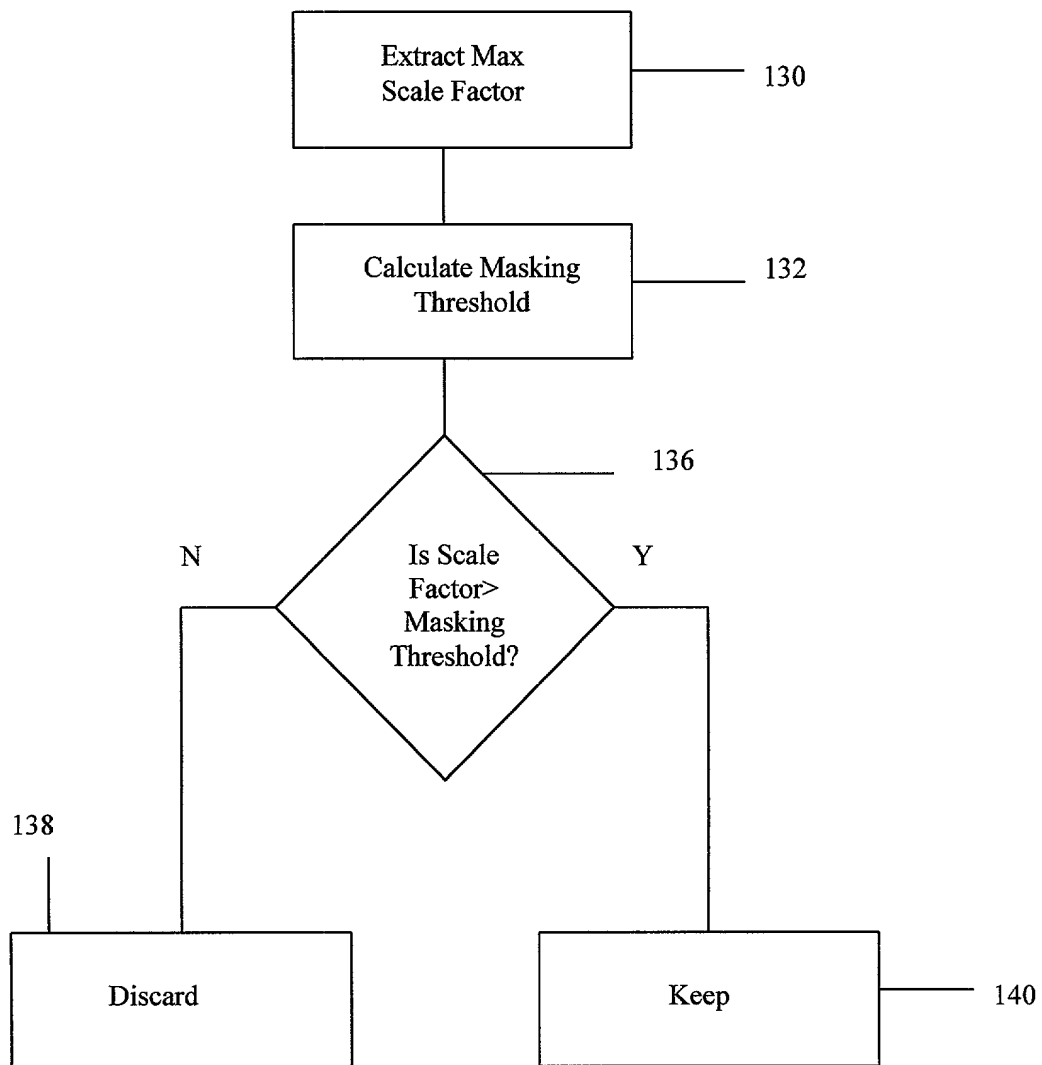 Extract Max
Scale Factor
130
Calculate Masking
Threshold
132
136
N
Is Scale
Factor>
Masking
Threshold?
Y
138
Discard
Keep
140